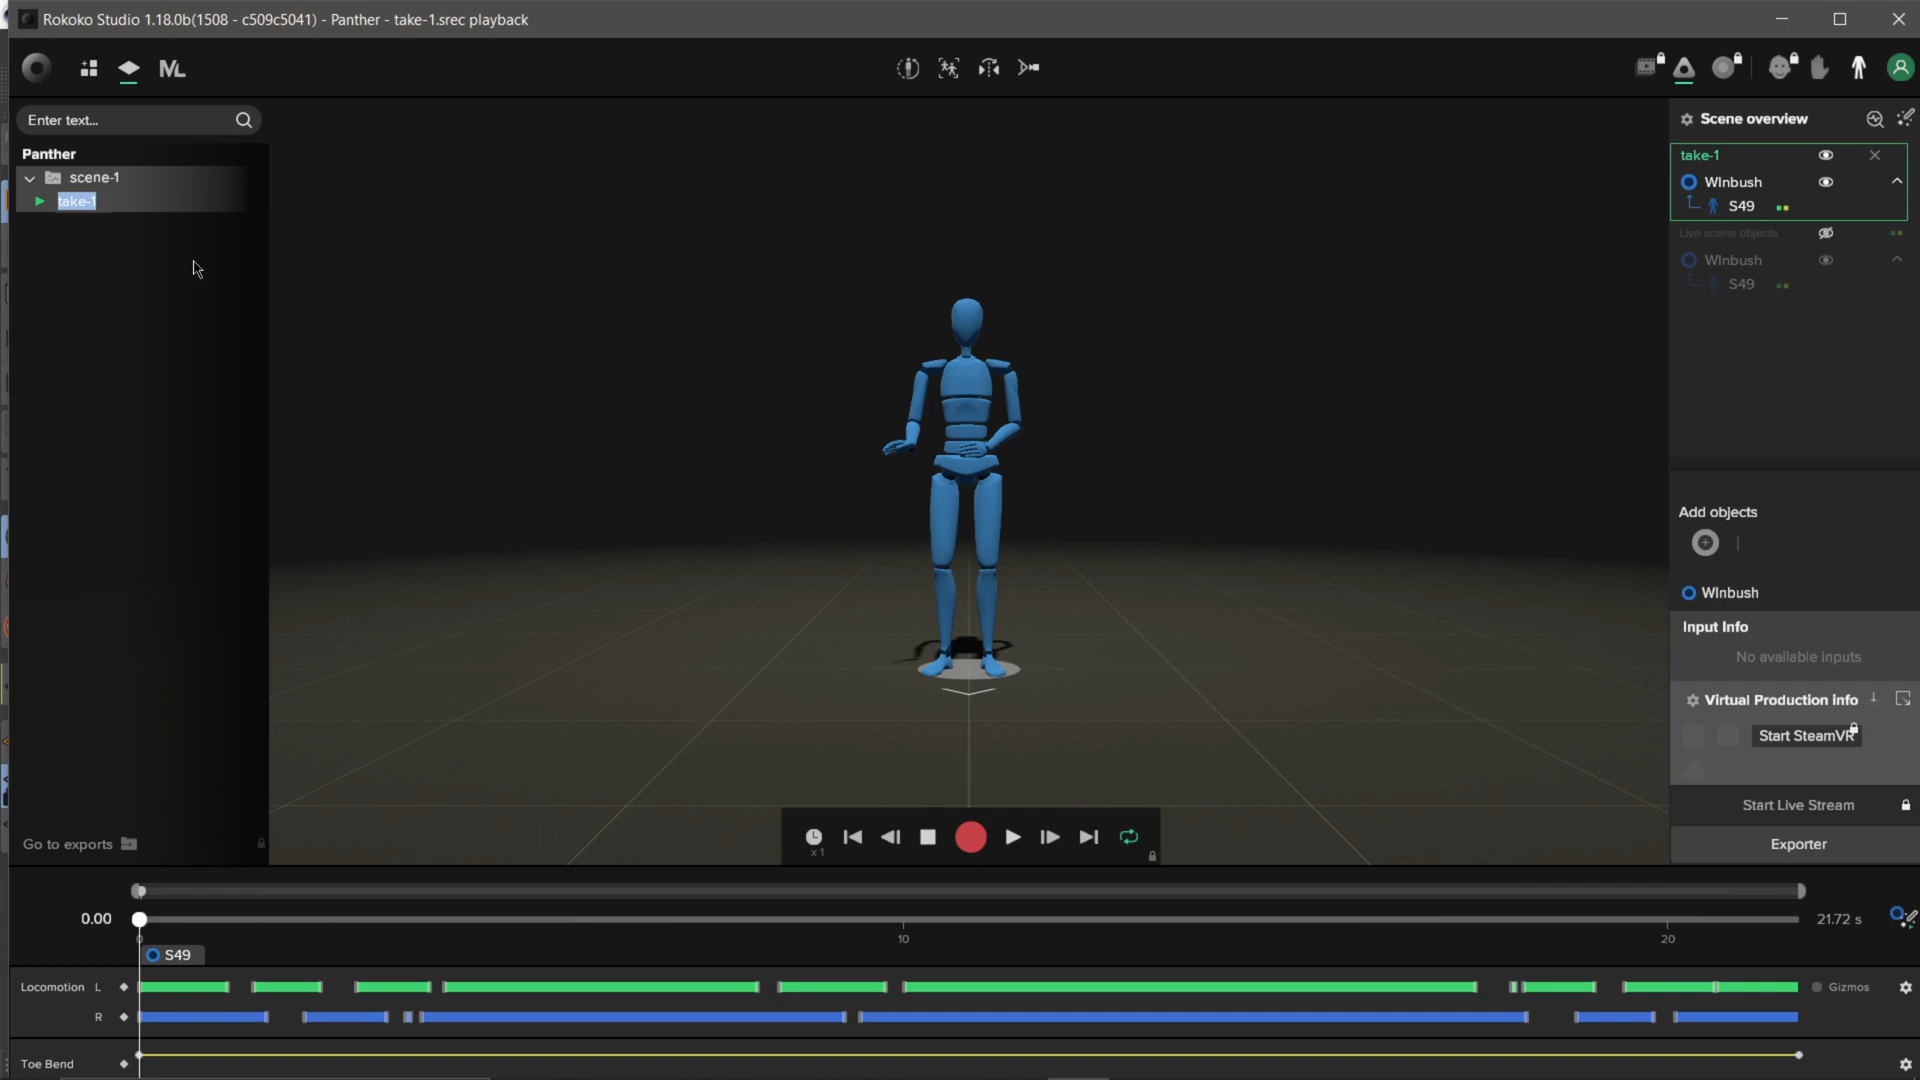 Rokoko Studio 1.18.0b(1508 - c509c5041) - Panther - take-1.srec playback
ML
Enter text...
Panther
scene-1
take-1
Go to exports
Scene overview
take-1
WInbush
S49
Live scene objects
WInbush
S49
Add objects
WInbush
Input Info
No available inputs
Virtual Production info
Start SteamVR
Start Live Stream
Exporter
x1
0.00
21.72 s
0
10
20
S49
Locomotion L
Gizmos
R
Toe Bend